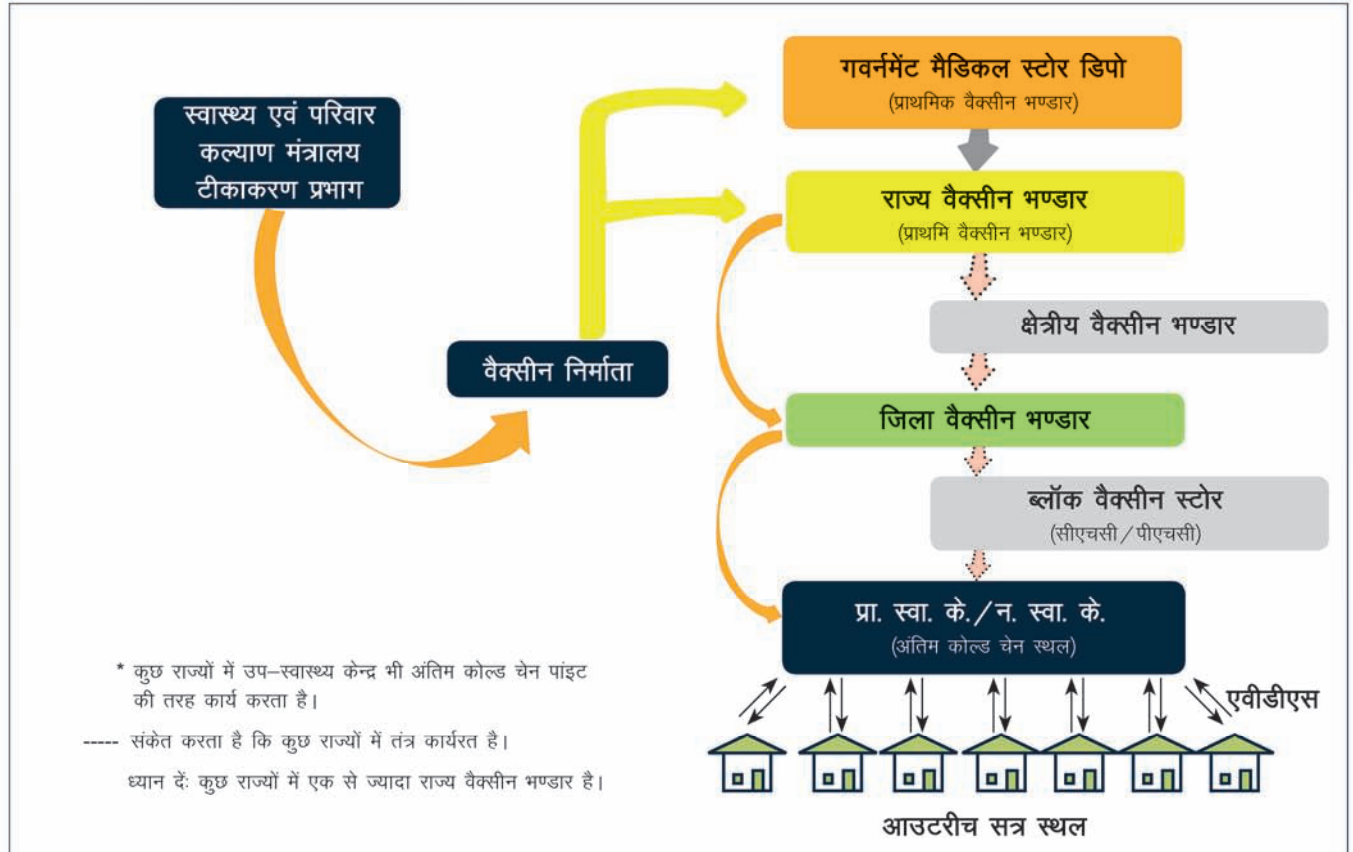 स्वास्थ्य एवं परिवार
कल्याण मंत्रालय
टीकाकरण प्रभाग
वैक्सीन निर्माता
गवर्नमेंट मैडिकल स्टोर डिपो
(प्राथमिक वैक्सीन भण्डार)
राज्य वैक्सीन भण्डार
(प्राथमि वैक्सीन भण्डार)
क्षेत्रीय वैक्सीन भण्डार
जिला वैक्सीन भण्डार
ब्लॉक वैक्सीन स्टोर
(सीएचसी/पीएचसी)
प्रा. स्वा. के./न. स्वा. के.
(अंतिम कोल्ड चेन स्थल)
एवीडीएस
आउटरीच सत्र स्थल
* कुछ राज्यों में उप–स्वास्थ्य केन्द्र भी अंतिम कोल्ड चेन पांइट
की तरह कार्य करता है।
----- संकेत करता है कि कुछ राज्यों में तंत्र कार्यरत है।
ध्यान देंः कुछ राज्यों में एक से ज्यादा राज्य वैक्सीन भण्डार है।